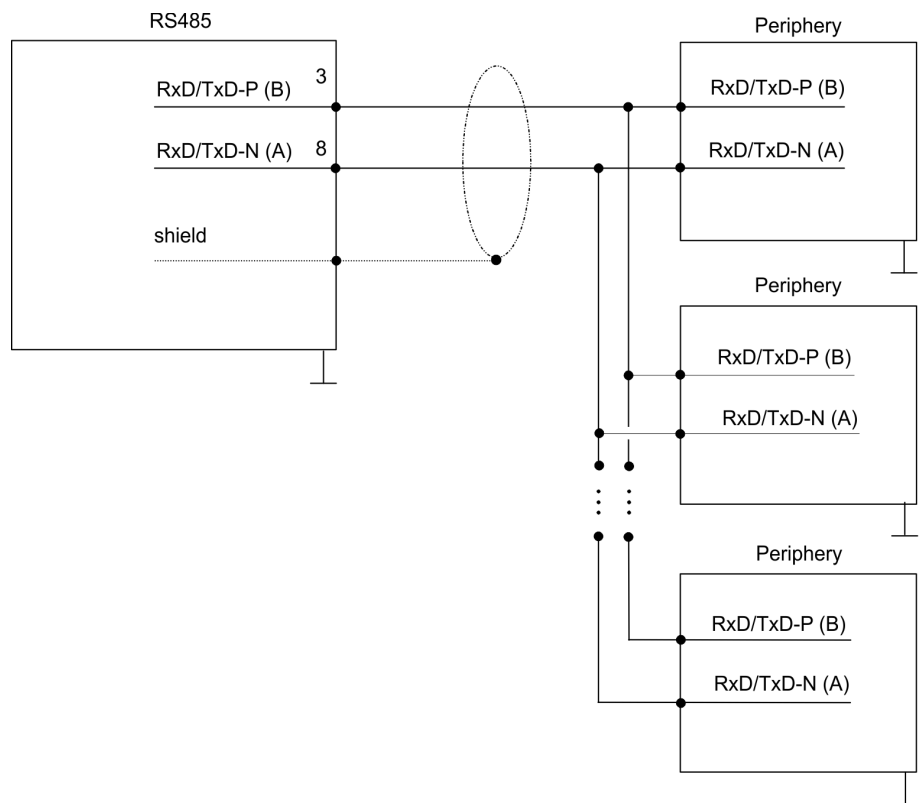 RS485
RxD/TxD-P (B) 3
RxD/TxD-N (A) 8
shield
Periphery
RxD/TxD-P (B)
RxD/TxD-N (A)
Periphery
RxD/TxD-P (B)
RxD/TxD-N (A)
Periphery
RxD/TxD-P (B)
RxD/TxD-N (A)